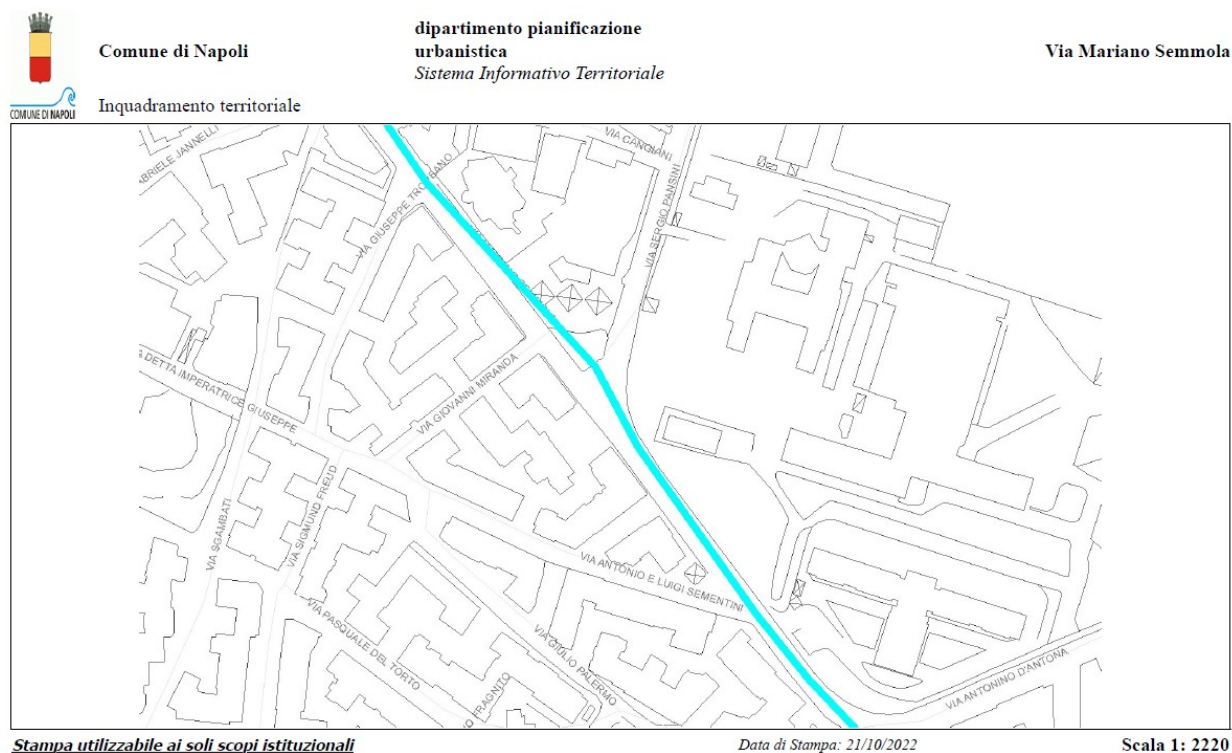 Comune di Napoli
dipartimento pianificazione
urbanistica
Sistema Informativo Territoriale
Via Mariano Semmola
COMUNE DI NAPOLI
Inquadramento territoriale
ABRIELE JANNELLI
VIA GIUSEPPE
VIA CANGIANI
VIA SERGIO PANSINI
DETTA IMPERATRICE GIUSEPPE
VIA GIOVANNI MIRANDA
VIA SGAMBATI
VIA SIGMUND FREUD
VIA ANTONIO E LUIGI SEMENTINI
VIA PASQUALE DEL TORTO
VIA GIULIO PALERMO
FRAGNITO
VIA ANTONINO D'ANTONA
Stampa utilizzabile ai soli scopi istituzionali
Data di Stampa: 21/10/2022
Scala 1: 2220